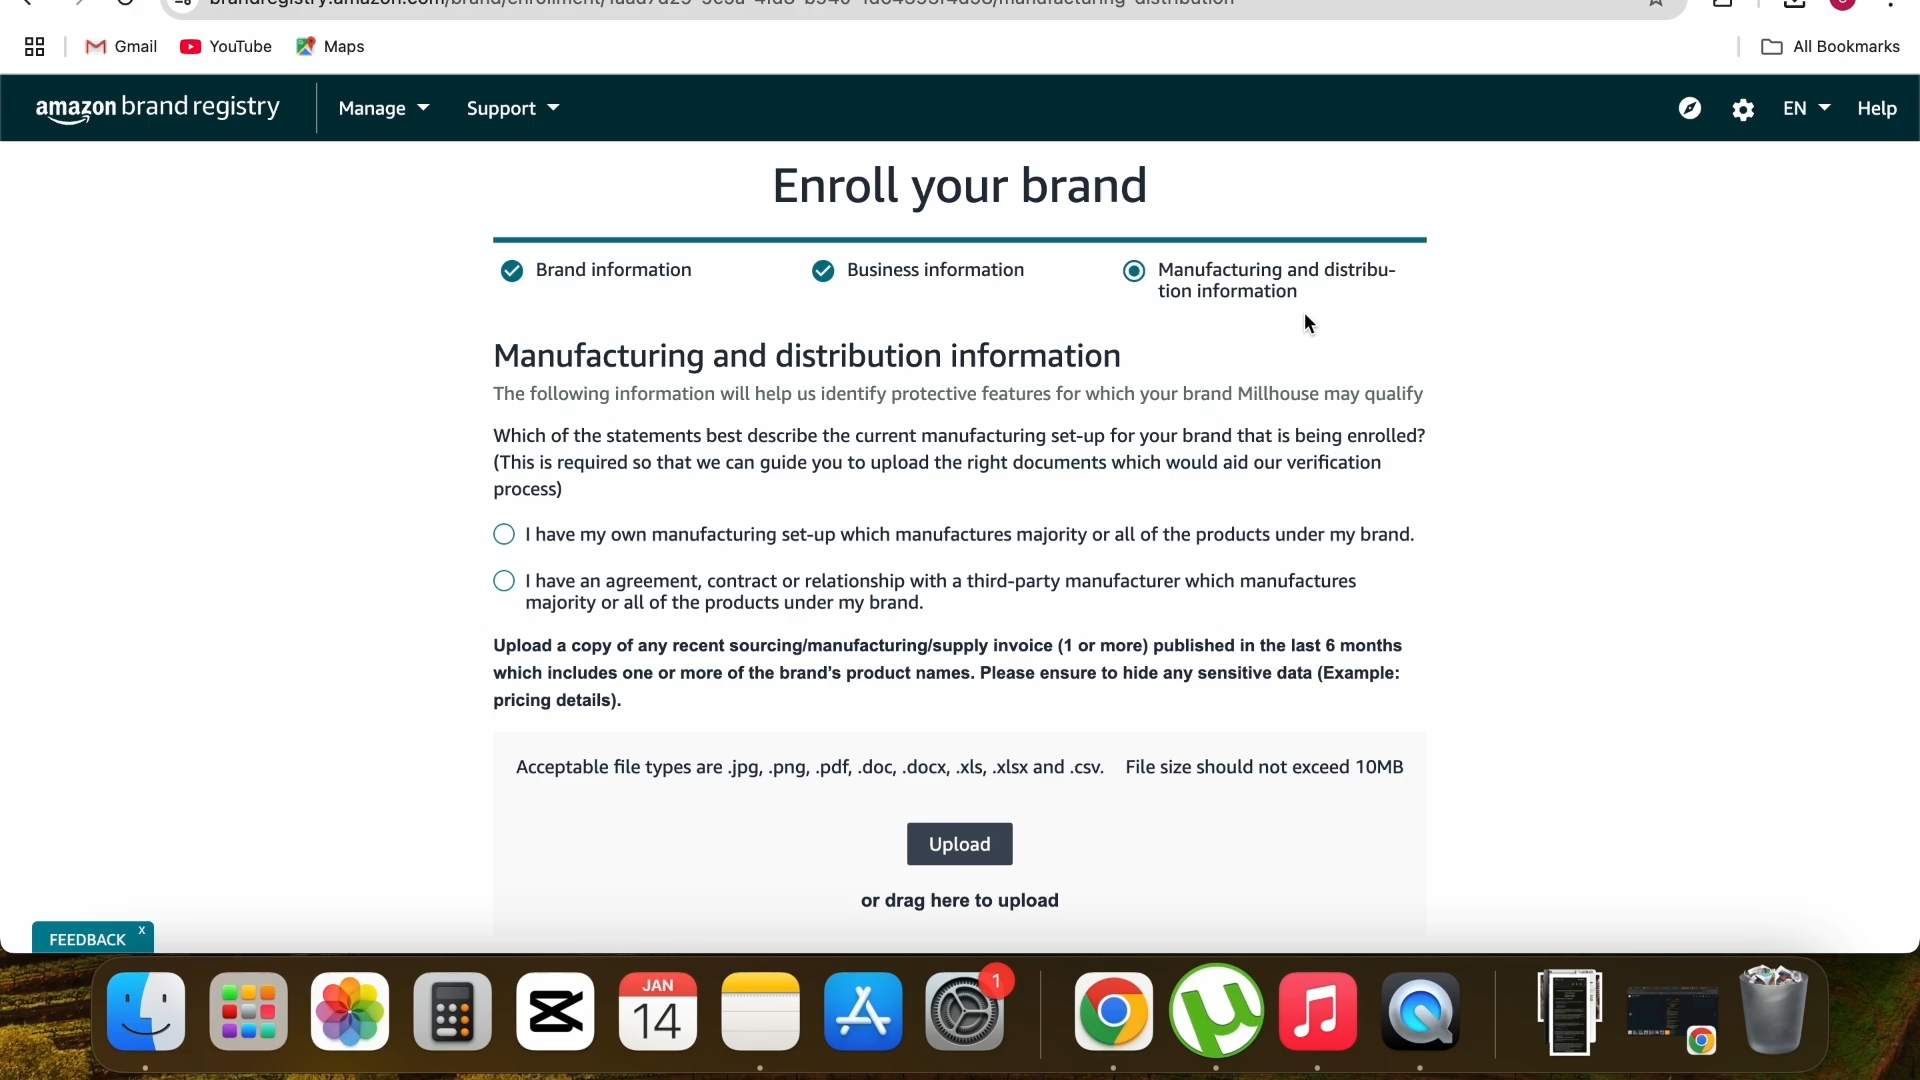 Gmail
YouTube
Maps
All Bookmarks
amazon brand registry
Manage
Support
EN
Help
Enroll your brand
Brand information
Business information
Manufacturing and distribu-
tion information
Manufacturing and distribution information
The following information will help us identify protective features for which your brand Millhouse may qualify
Which of the statements best describe the current manufacturing set-up for your brand that is being enrolled?
(This is required so that we can guide you to upload the right documents which would aid our verification
process)
I have my own manufacturing set-up which manufactures majority or all of the products under my brand.
I have an agreement, contract or relationship with a third-party manufacturer which manufactures
majority or all of the products under my brand.
Upload a copy of any recent sourcing/manufacturing/supply invoice (1 or more) published in the last 6 months
which includes one or more of the brand's product names. Please ensure to hide any sensitive data (Example:
pricing details).
Acceptable file types are .jpg, .png, .pdf, .doc, .docx, .xls, .xlsx and .csv. File size should not exceed 10MB
Upload
or drag here to upload
FEEDBACK x
JAN
14
1